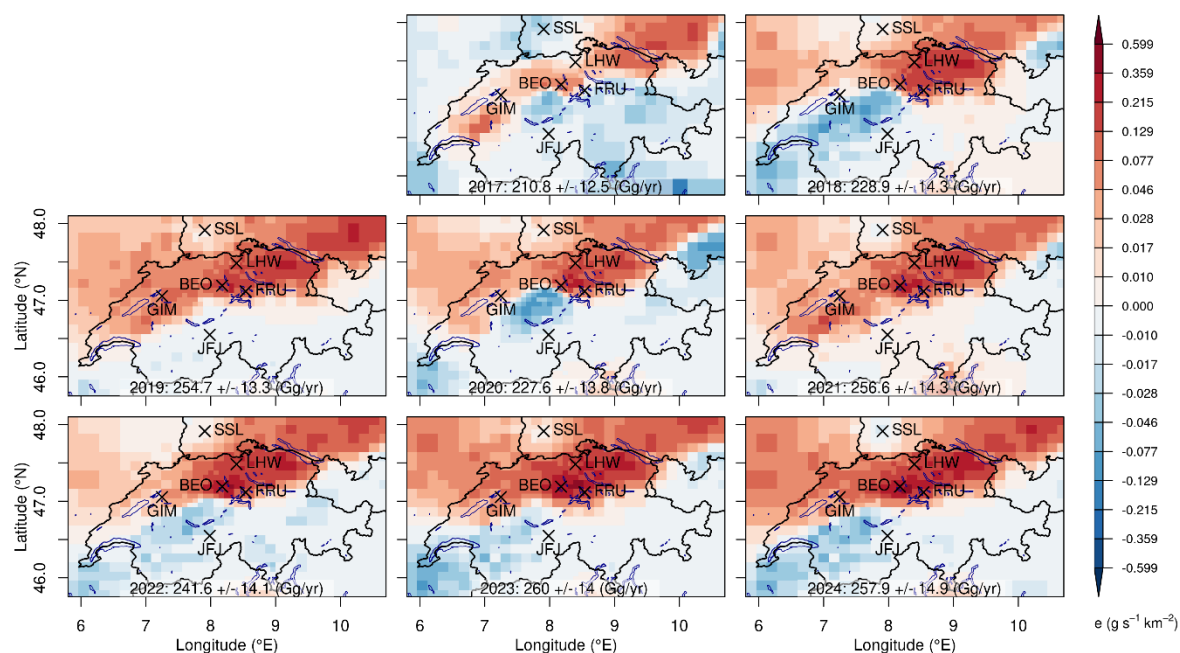 SSL
LHW
BEO
FRU
GIM
JFJ
2017: 210.8 +/- 12.5 (Gg/yr)
SSL
LHW
BEO
FRU
GIM
JFJ
2018: 228.9 +/- 14.3 (Gg/yr)
48.0
47.0
46.0
Latitude (°N)
SSL
LHW
BEO
FRU
GIM
JFJ
2019: 254.7 +/- 13.3 (Gg/yr)
SSL
LHW
BEO
FRU
GIM
JFJ
2020: 227.6 +/- 13.8 (Gg/yr)
SSL
LHW
BEO
FRU
GIM
JFJ
2021: 256.6 +/- 14.3 (Gg/yr)
48.0
47.0
46.0
Latitude (°N)
SSL
LHW
BEO
FRU
GIM
JFJ
2022: 241.6 +/- 14.1 (Gg/yr)
SSL
LHW
BEO
FRU
GIM
JFJ
2023: 260 +/- 14 (Gg/yr)
SSL
LHW
BEO
FRU
GIM
JFJ
2024: 257.9 +/- 14.9 (Gg/yr)
6 7 8 9 10
Longitude (°E)
6 7 8 9 10
Longitude (°E)
6 7 8 9 10
Longitude (°E)
0.599
0.359
0.215
0.129
0.077
0.046
0.028
0.017
0.010
0.000
-0.010
-0.017
-0.028
-0.046
-0.077
-0.129
-0.215
-0.359
-0.599
e (g s⁻¹ km⁻²)